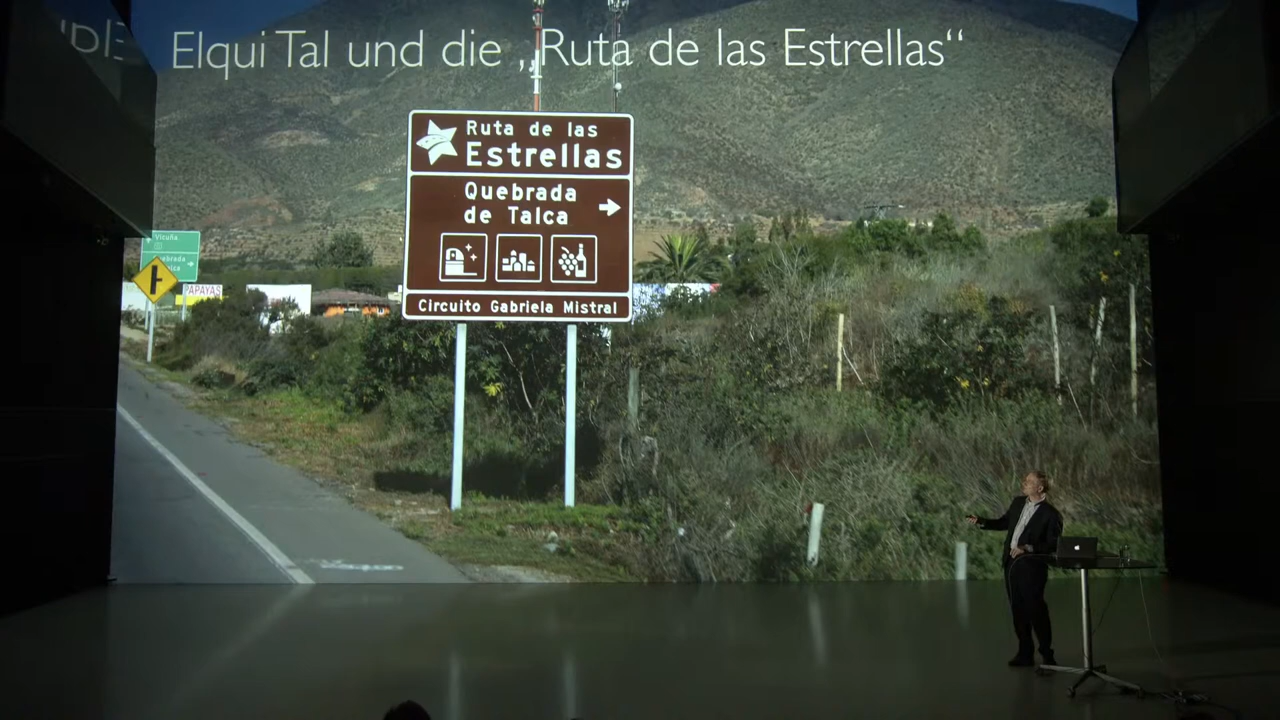 Elqui Tal und die „Ruta de las Estrellas“
Ruta de las
Estrellas
Quebrada
de Talca
Circuito Gabriela Mistral
Vicuña
Talca
PAPAYAS